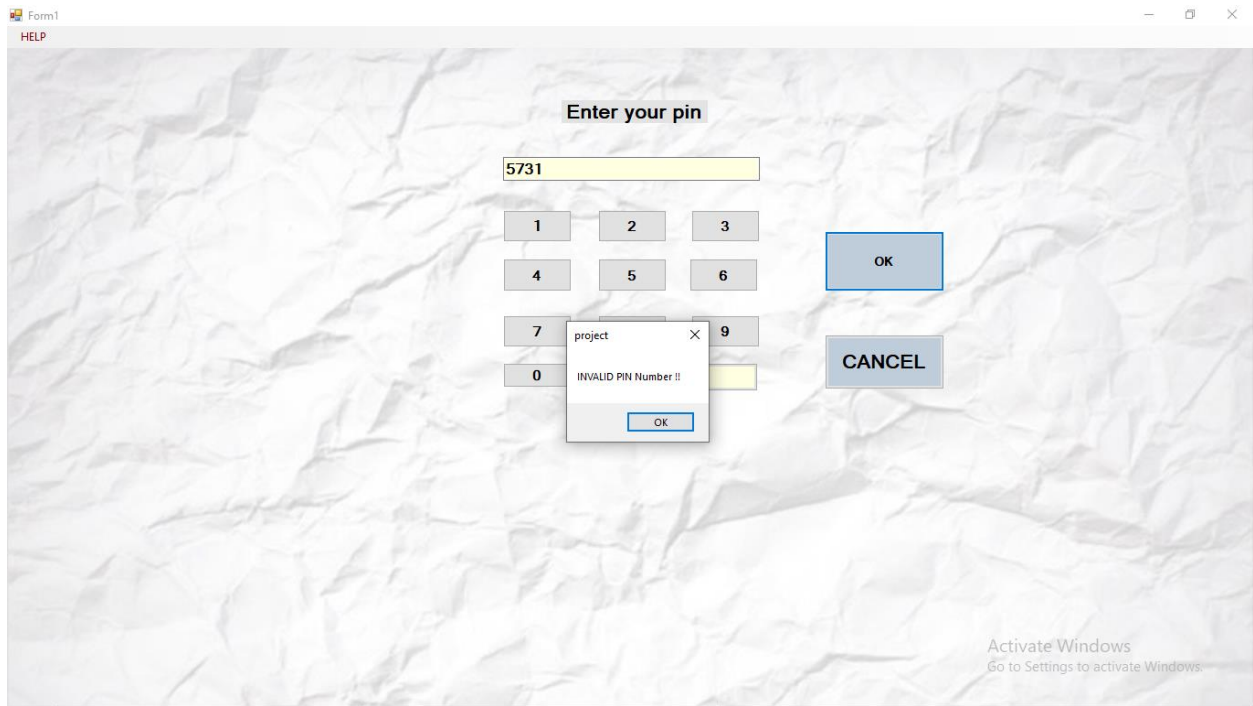 Form1
HELP
Enter your pin
5731
1 2 3
4 5 6
OK
7 9
project
CANCEL
0
INVALID PIN Number !!
OK
Activate Windows
Go to Settings to activate Windows.